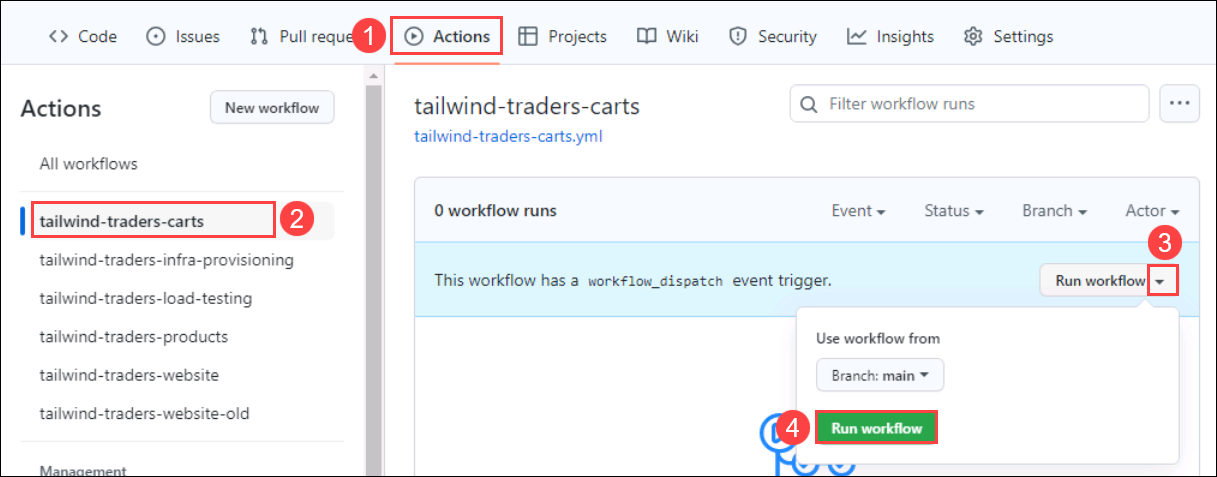 Code Issues Pull reque 1 Actions Projects Wiki Security Insights Settings
Actions
New workflow
All workflows
tailwind-traders-carts 2
tailwind-traders-infra-provisioning
tailwind-traders-load-testing
tailwind-traders-products
tailwind-traders-website
tailwind-traders-website-old
Management
tailwind-traders-carts
Filter workflow runs
...
tailwind-traders-carts.yml
0 workflow runs
Event Status Branch Actor
3
This workflow has a workflow_dispatch event trigger.
Run workflow
Use workflow from
Branch: main
4 Run workflow